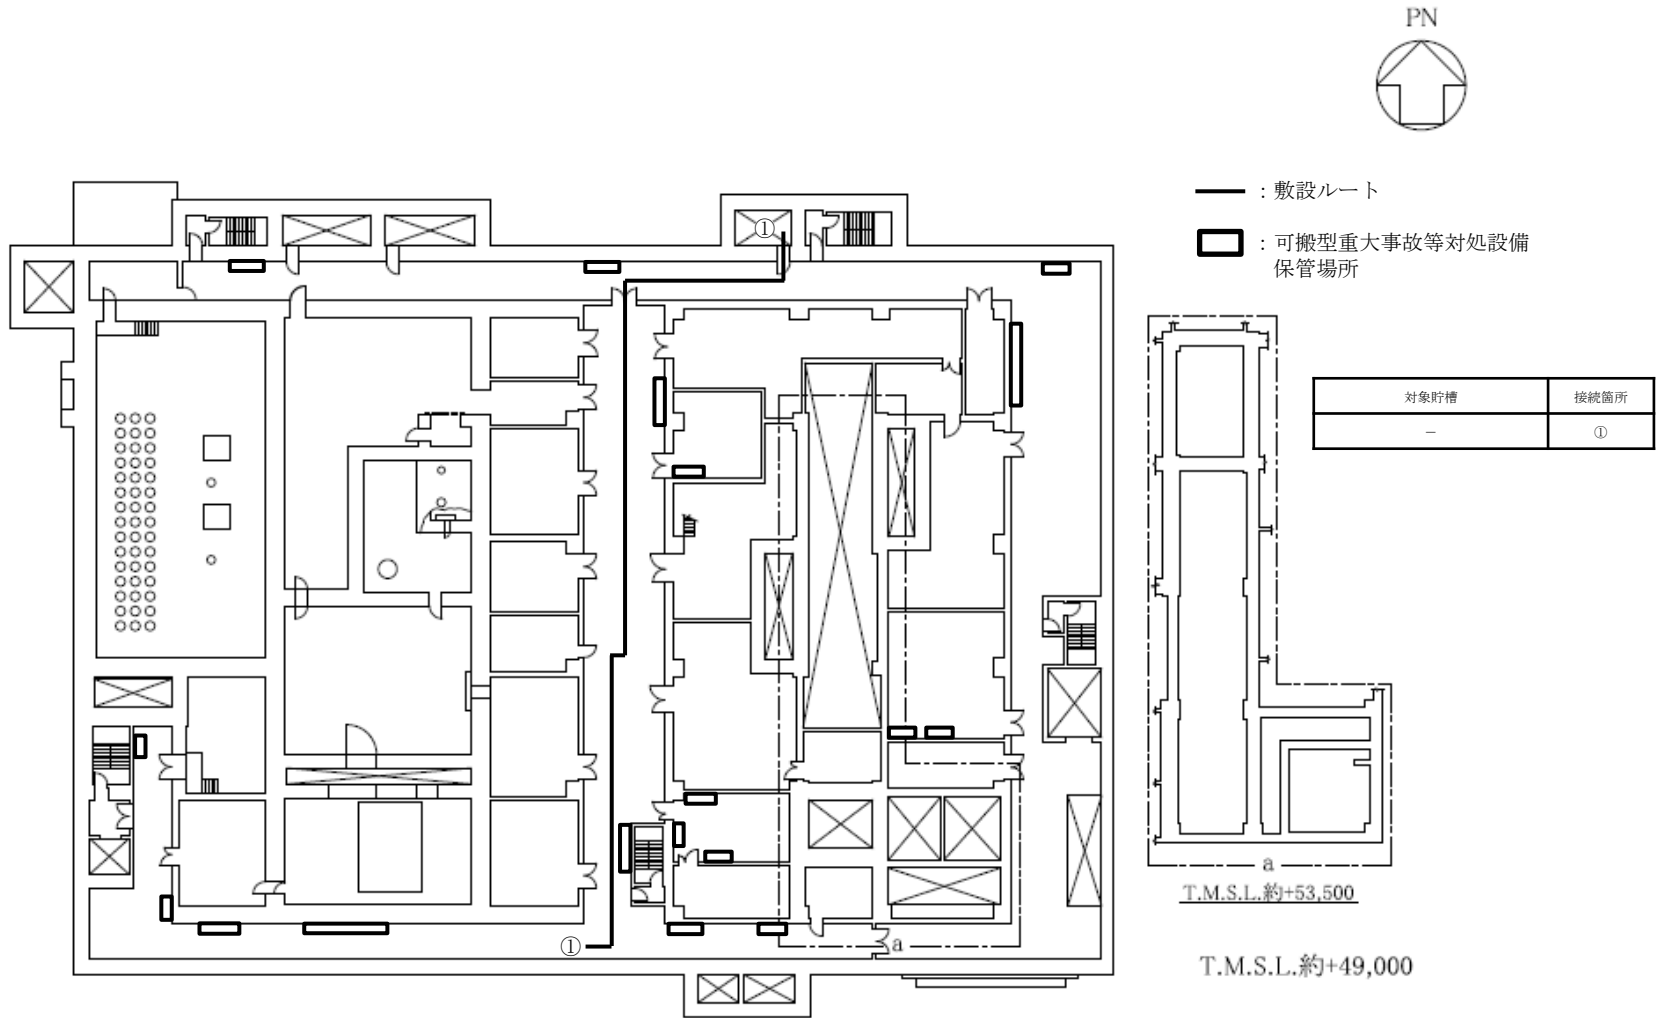 PN
：敷設ルート
：可搬型重大事故等対処設備
保管場所
対象貯槽 接続箇所
－ ①
①
①
a
a
T.M.S.L.約+53,500
T.M.S.L.約+49,000